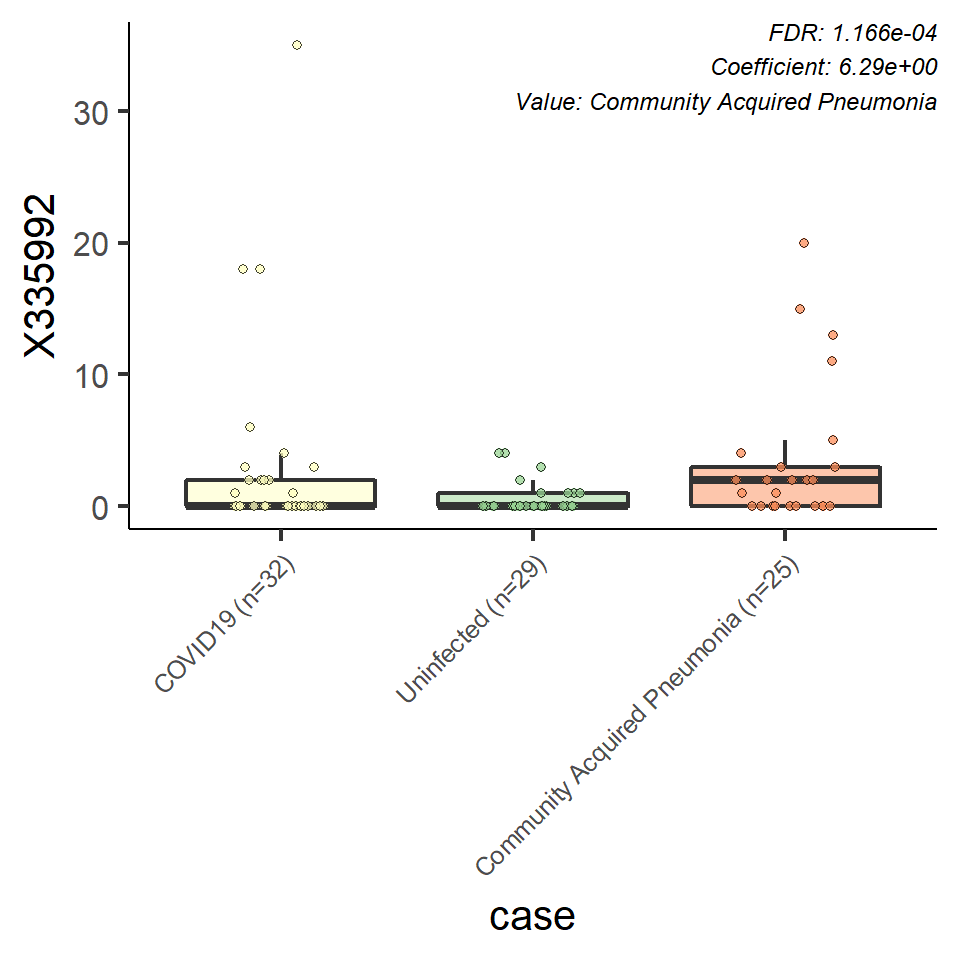 FDR: 1.166e-04
Coefficient: 6.29e+00
Value: Community Acquired Pneumonia
30
20
10
0
X335992
COVID19 (n=32)
Uninfected (n=29)
Community Acquired Pneumonia (n=25)
case